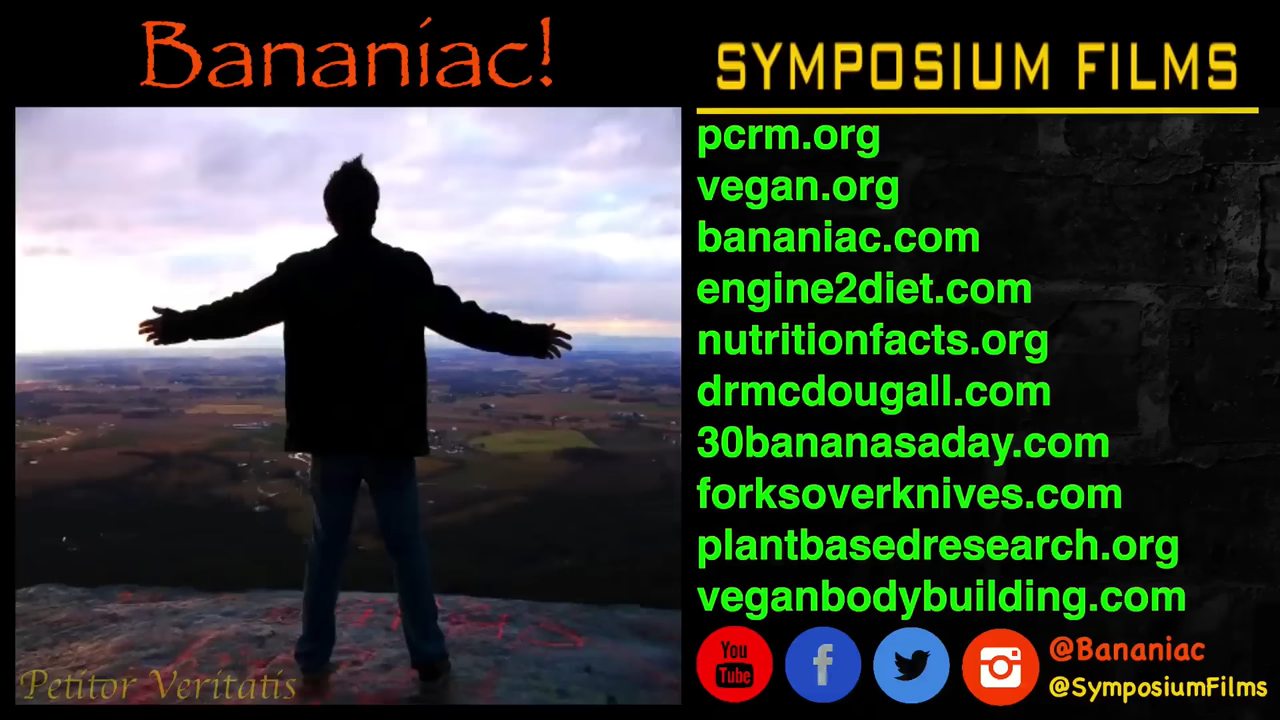 Bananiac!
Petitor Veritatis
SYMPOSIUM FILMS
pcrm.org
vegan.org
bananiac.com
engine2diet.com
nutritionfacts.org
drmcdougall.com
30bananasaday.com
forksoverknives.com
plantbasedresearch.org
veganbodybuilding.com
You
Tube
f
@Bananiac
@SymposiumFilms